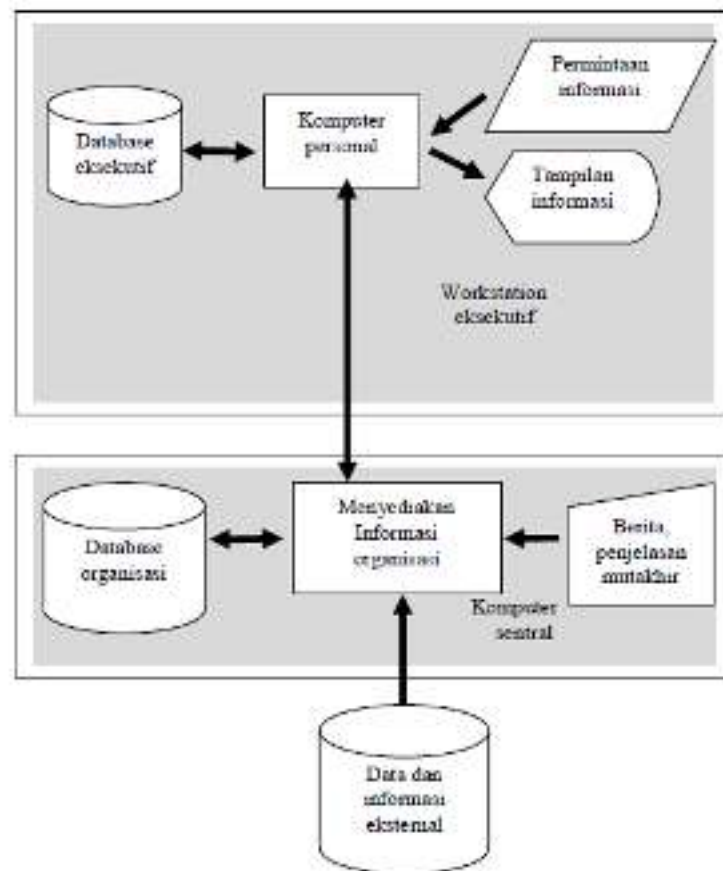 Permintaan
informasi
Komputer
personal
Database
eksekutif
Tampilan
informasi
Workstation
eksekutif
Menyediakan
Informasi
organisasi
Database
organisasi
Berita,
penjelasan
mutakhir
Komputer
sentral
Data dan
informasi
eksternal